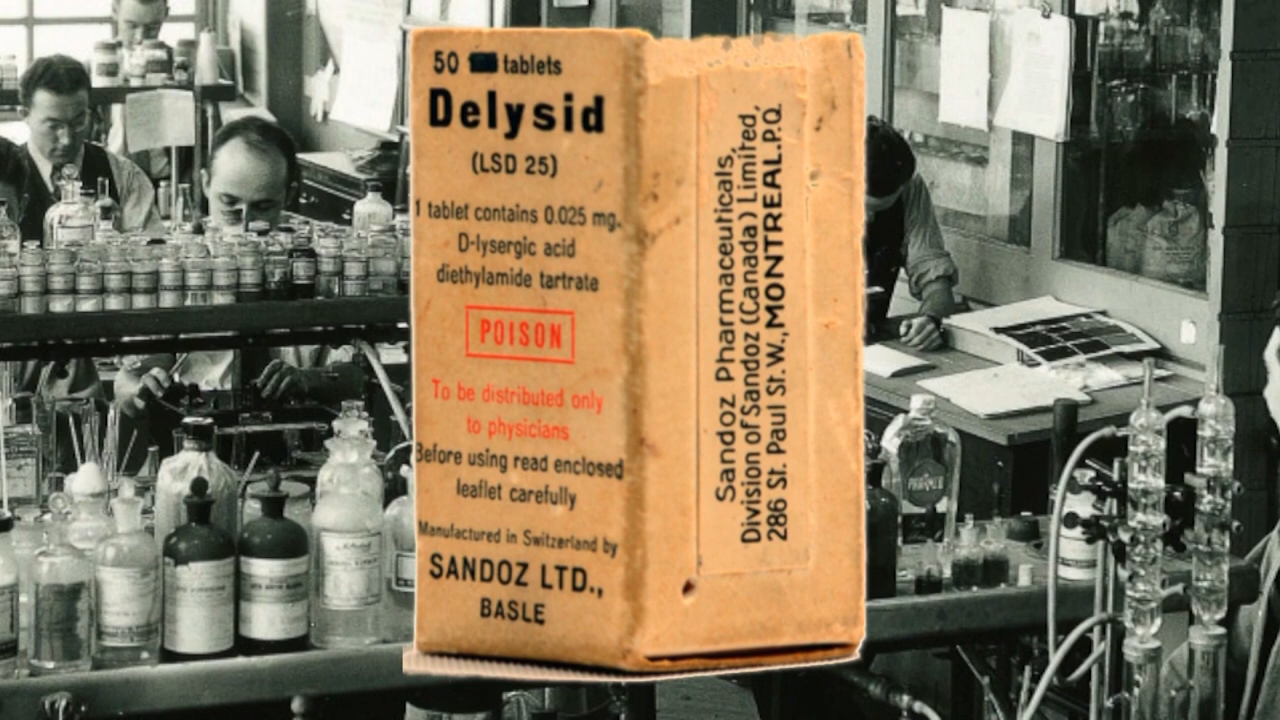 50 tablets
Delysid
(LSD 25)
1 tablet contains 0.025 mg.
D-lysergic acid
diethylamide tartrate
POISON
To be distributed only
to physicians
Before using read enclosed
leaflet carefully
Manufactured in Switzerland by
SANDOZ LTD.,
BASLE
Sandoz Pharmaceuticals,
Division of Sandoz (Canada) Limited,
286 St. Paul St. W., MONTREAL. P.Q.